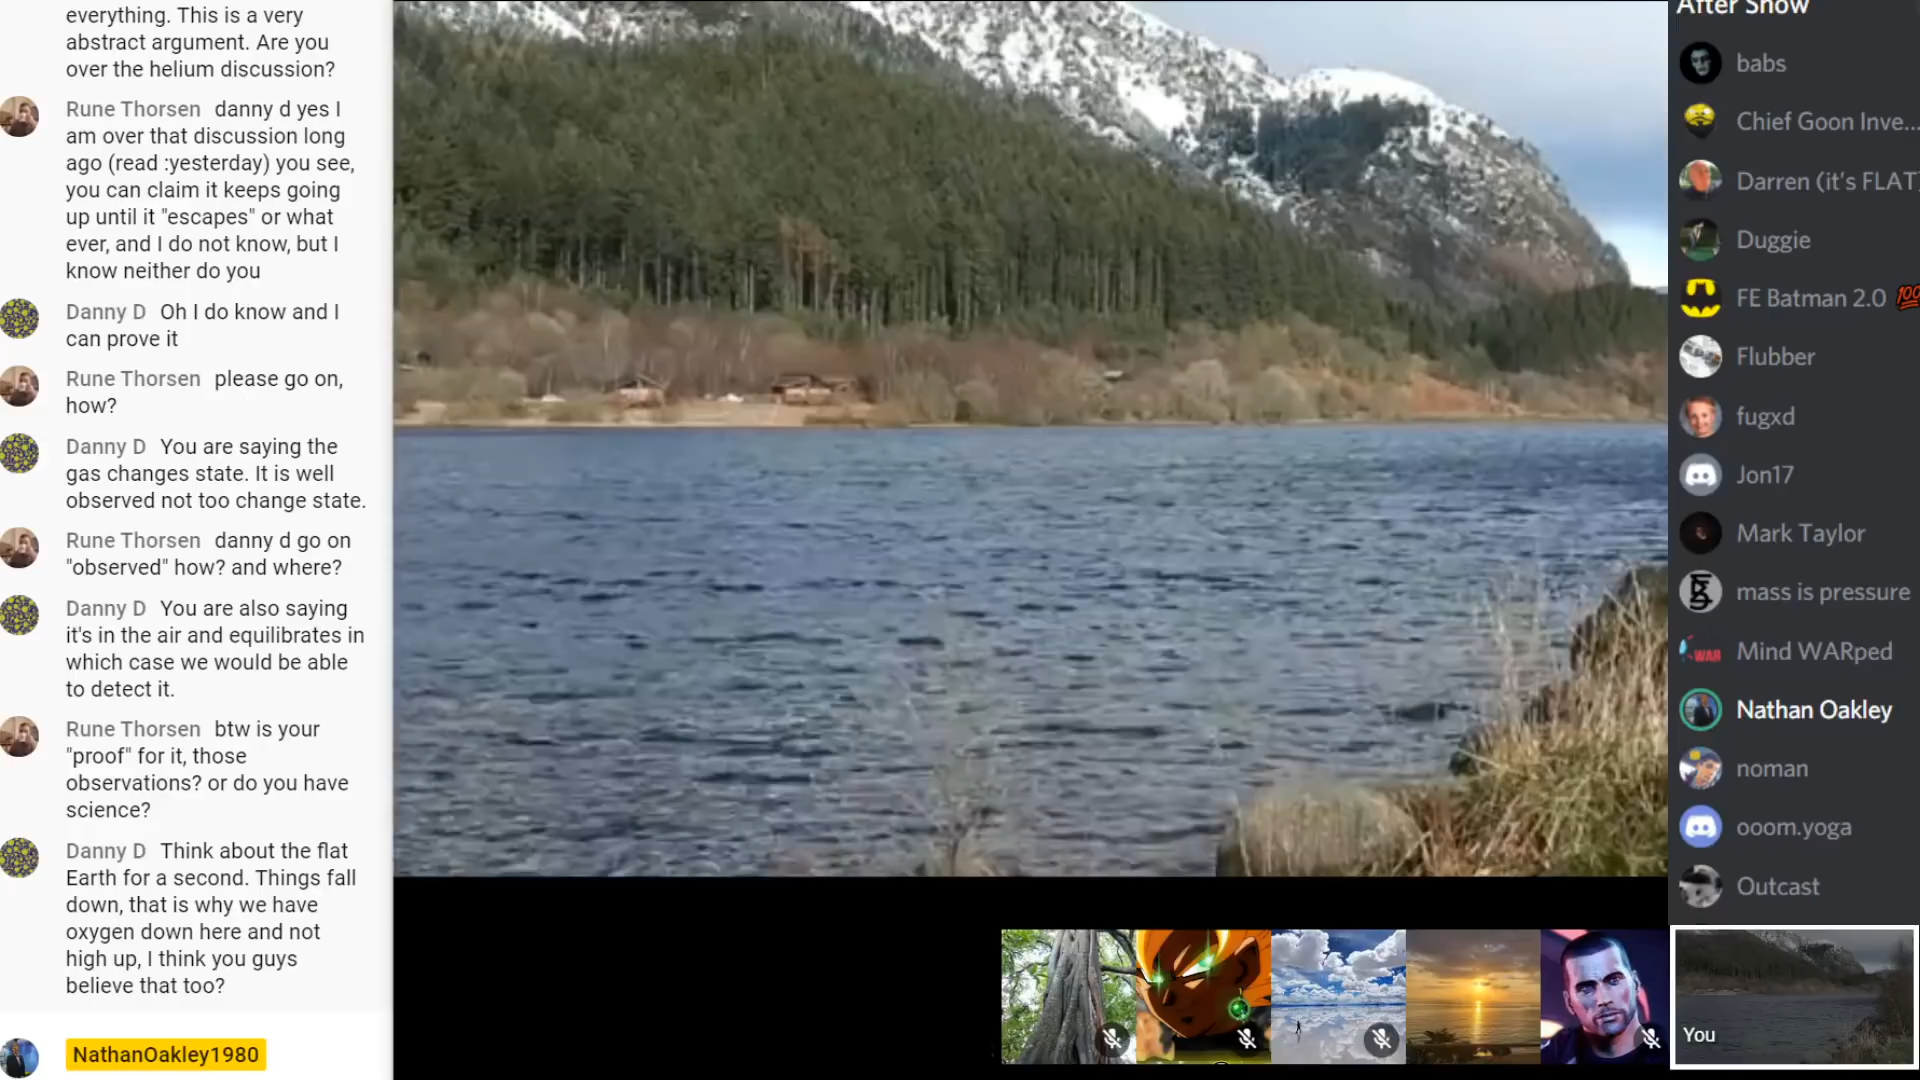 everything. This is a very
abstract argument. Are you
over the helium discussion?
Rune Thorsen danny d yes I
am over that discussion long
ago (read :yesterday) you see,
you can claim it keeps going
up until it "escapes" or what
ever, and I do not know, but I
know neither do you
Danny D Oh I do know and I
can prove it
Rune Thorsen please go on,
how?
Danny D You are saying the
gas changes state. It is well
observed not too change state.
Rune Thorsen danny d go on
"observed" how? and where?
Danny D You are also saying
it's in the air and equilibrates in
which case we would be able
to detect it.
Rune Thorsen btw is your
"proof" for it, those
observations? or do you have
science?
Danny D Think about the flat
Earth for a second. Things fall
down, that is why we have
oxygen down here and not
high up, I think you guys
believe that too?
NathanOakley1980
After Show
babs
Chief Goon Inve...
Darren (it's FLAT
Duggie
FE Batman 2.0 💯
Flubber
fugxd
Jon17
Mark Taylor
mass is pressure
WAR
Mind WARped
Nathan Oakley
noman
ooom.yoga
Outcast
You